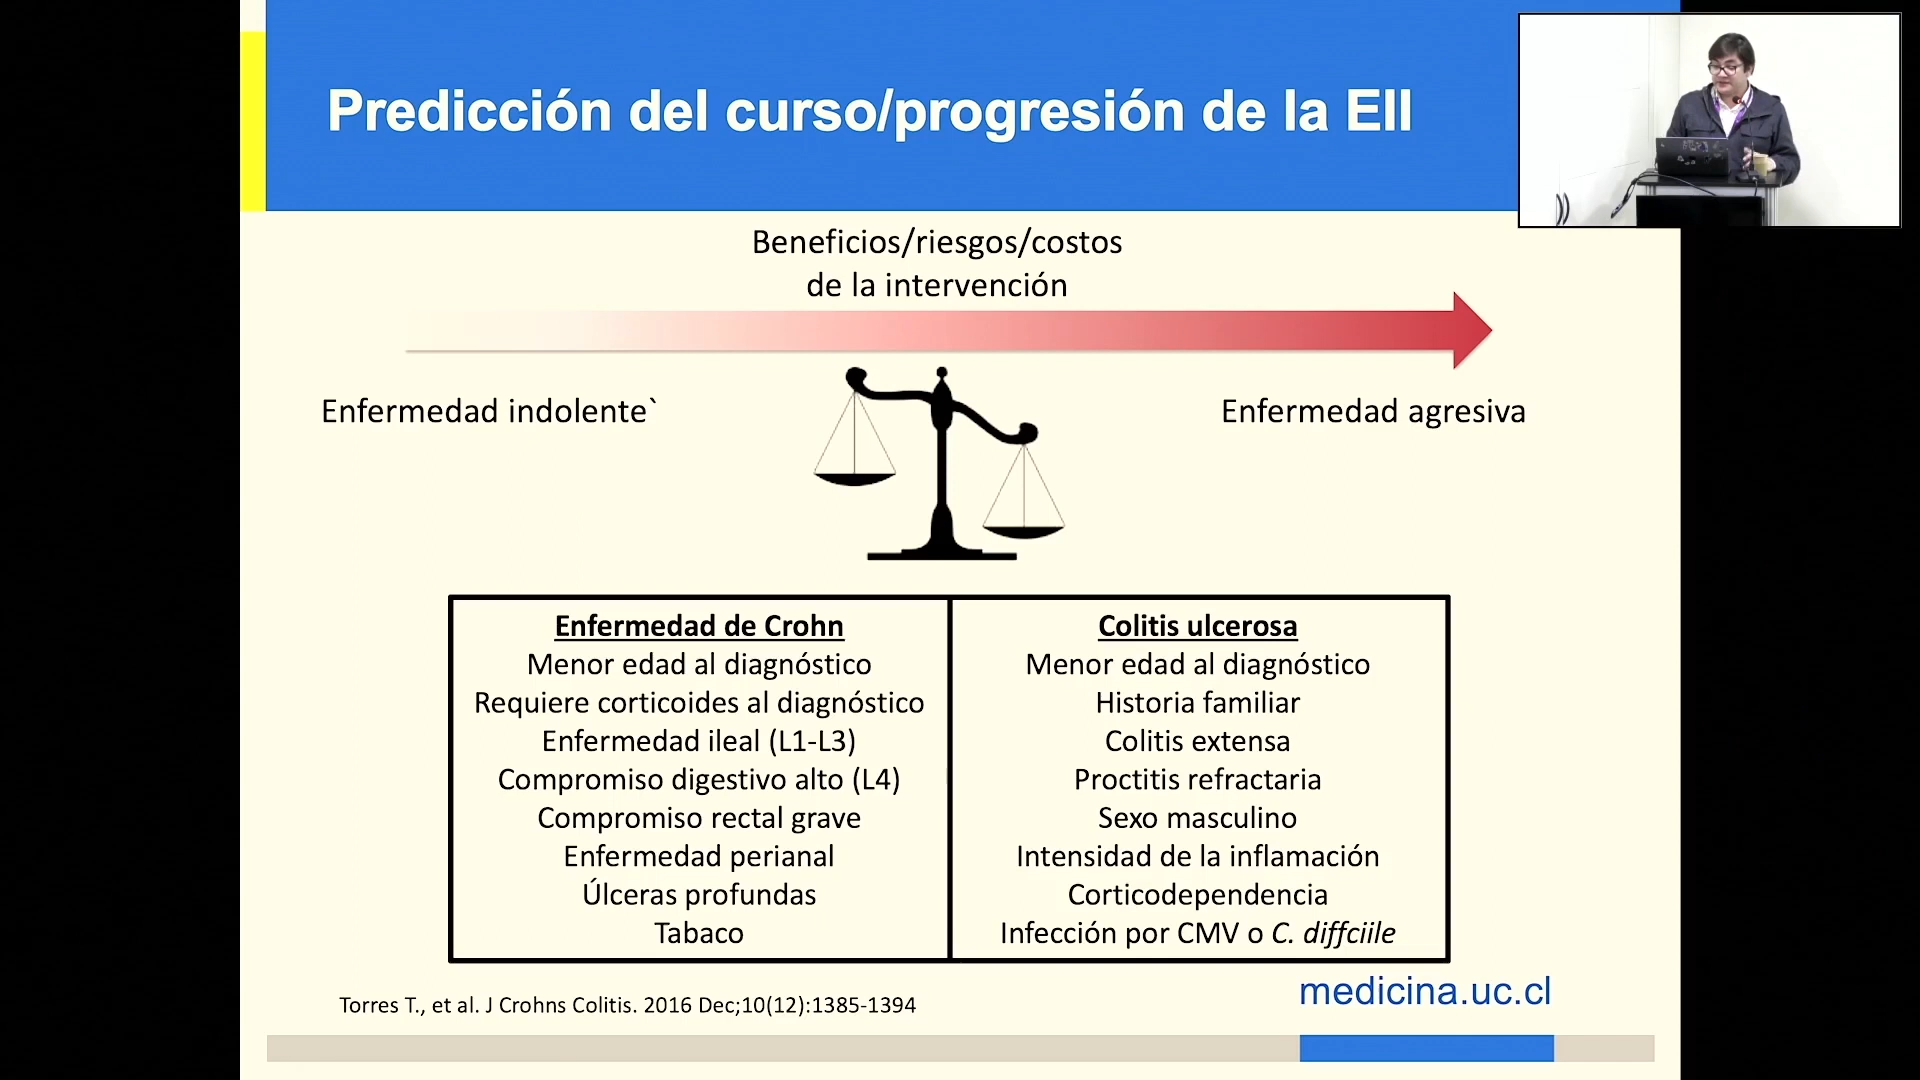 Predicción del curso/progresión de la EII
Beneficios/riesgos/costos
de la intervención
Enfermedad indolente`
Enfermedad agresiva
Enfermedad de Crohn
Menor edad al diagnóstico
Requiere corticoides al diagnóstico
Enfermedad ileal (L1-L3)
Compromiso digestivo alto (L4)
Compromiso rectal grave
Enfermedad perianal
Úlceras profundas
Tabaco
Colitis ulcerosa
Menor edad al diagnóstico
Historia familiar
Colitis extensa
Proctitis refractaria
Sexo masculino
Intensidad de la inflamación
Corticodependencia
Infección por CMV o C. diffciile
Torres T., et al. J Crohns Colitis. 2016 Dec;10(12):1385-1394
medicina.uc.cl